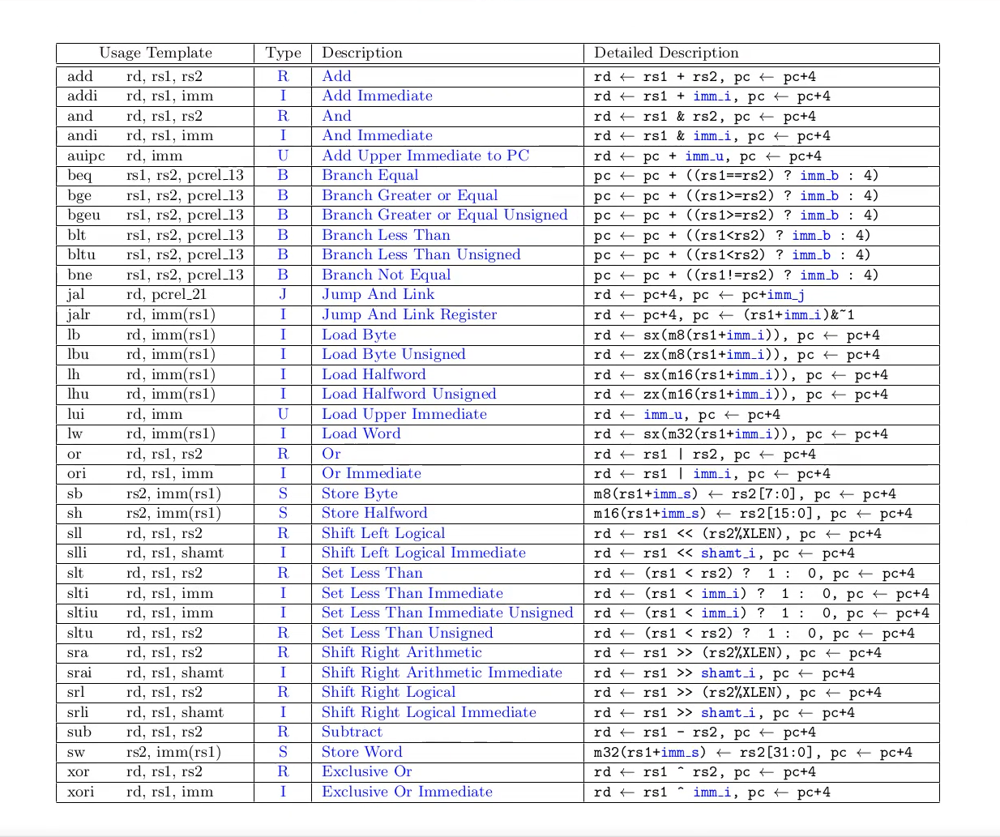 Usage Template Type Description Detailed Description
add rd, rs1, rs2 R Add rd ← rs1 + rs2, pc ← pc+4
addi rd, rs1, imm I Add Immediate rd ← rs1 + imm_i, pc ← pc+4
and rd, rs1, rs2 R And rd ← rs1 & rs2, pc ← pc+4
andi rd, rs1, imm I And Immediate rd ← rs1 & imm_i, pc ← pc+4
auipc rd, imm U Add Upper Immediate to PC rd ← pc + imm_u, pc ← pc+4
beq rs1, rs2, pcrel_13 B Branch Equal pc ← pc + ((rs1==rs2) ? imm_b : 4)
bge rs1, rs2, pcrel_13 B Branch Greater or Equal pc ← pc + ((rs1>=rs2) ? imm_b : 4)
bgeu rs1, rs2, pcrel_13 B Branch Greater or Equal Unsigned pc ← pc + ((rs1>=rs2) ? imm_b : 4)
blt rs1, rs2, pcrel_13 B Branch Less Than pc ← pc + ((rs1<rs2) ? imm_b : 4)
bltu rs1, rs2, pcrel_13 B Branch Less Than Unsigned pc ← pc + ((rs1<rs2) ? imm_b : 4)
bne rs1, rs2, pcrel_13 B Branch Not Equal pc ← pc + ((rs1!=rs2) ? imm_b : 4)
jal rd, pcrel_21 J Jump And Link rd ← pc+4, pc ← pc+imm_j
jalr rd, imm(rs1) I Jump And Link Register rd ← pc+4, pc ← (rs1+imm_i)&~1
lb rd, imm(rs1) I Load Byte rd ← sx(m8(rs1+imm_i)), pc ← pc+4
lbu rd, imm(rs1) I Load Byte Unsigned rd ← zx(m8(rs1+imm_i)), pc ← pc+4
lh rd, imm(rs1) I Load Halfword rd ← sx(m16(rs1+imm_i)), pc ← pc+4
lhu rd, imm(rs1) I Load Halfword Unsigned rd ← zx(m16(rs1+imm_i)), pc ← pc+4
lui rd, imm U Load Upper Immediate rd ← imm_u, pc ← pc+4
lw rd, imm(rs1) I Load Word rd ← sx(m32(rs1+imm_i)), pc ← pc+4
or rd, rs1, rs2 R Or rd ← rs1 | rs2, pc ← pc+4
ori rd, rs1, imm I Or Immediate rd ← rs1 | imm_i, pc ← pc+4
sb rs2, imm(rs1) S Store Byte m8(rs1+imm_s) ← rs2[7:0], pc ← pc+4
sh rs2, imm(rs1) S Store Halfword m16(rs1+imm_s) ← rs2[15:0], pc ← pc+4
sll rd, rs1, rs2 R Shift Left Logical rd ← rs1 << (rs2%XLEN), pc ← pc+4
slli rd, rs1, shamt I Shift Left Logical Immediate rd ← rs1 << shamt_i, pc ← pc+4
slt rd, rs1, rs2 R Set Less Than rd ← (rs1 < rs2) ? 1 : 0, pc ← pc+4
slti rd, rs1, imm I Set Less Than Immediate rd ← (rs1 < imm_i) ? 1 : 0, pc ← pc+4
sltiu rd, rs1, imm I Set Less Than Immediate Unsigned rd ← (rs1 < imm_i) ? 1 : 0, pc ← pc+4
sltu rd, rs1, rs2 R Set Less Than Unsigned rd ← (rs1 < rs2) ? 1 : 0, pc ← pc+4
sra rd, rs1, rs2 R Shift Right Arithmetic rd ← rs1 >> (rs2%XLEN), pc ← pc+4
srai rd, rs1, shamt I Shift Right Arithmetic Immediate rd ← rs1 >> shamt_i, pc ← pc+4
srl rd, rs1, rs2 R Shift Right Logical rd ← rs1 >> (rs2%XLEN), pc ← pc+4
srli rd, rs1, shamt I Shift Right Logical Immediate rd ← rs1 >> shamt_i, pc ← pc+4
sub rd, rs1, rs2 R Subtract rd ← rs1 - rs2, pc ← pc+4
sw rs2, imm(rs1) S Store Word m32(rs1+imm_s) ← rs2[31:0], pc ← pc+4
xor rd, rs1, rs2 R Exclusive Or rd ← rs1 ^ rs2, pc ← pc+4
xori rd, rs1, imm I Exclusive Or Immediate rd ← rs1 ^ imm_i, pc ← pc+4